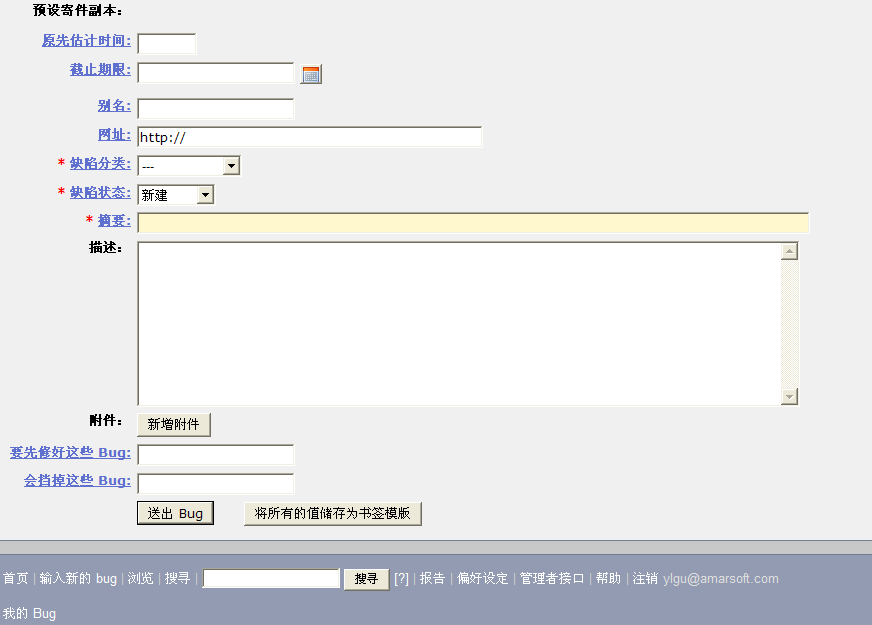 预设寄件副本:
原先估计时间:
截止期限:
别名:
网址: http://
* 缺陷分类: ---
* 缺陷状态: 新建
* 摘要:
描述:
附件: 新增附件
要先修好这些 Bug:
会挡掉这些 Bug:
送出 Bug 将所有的值储存为书签模版
首页 | 输入新的 bug | 浏览 | 搜寻 | 搜寻 [?] | 报告 | 偏好设定 | 管理者接口 | 帮助 | 注销 ylgu@amarsoft.com
我的 Bug